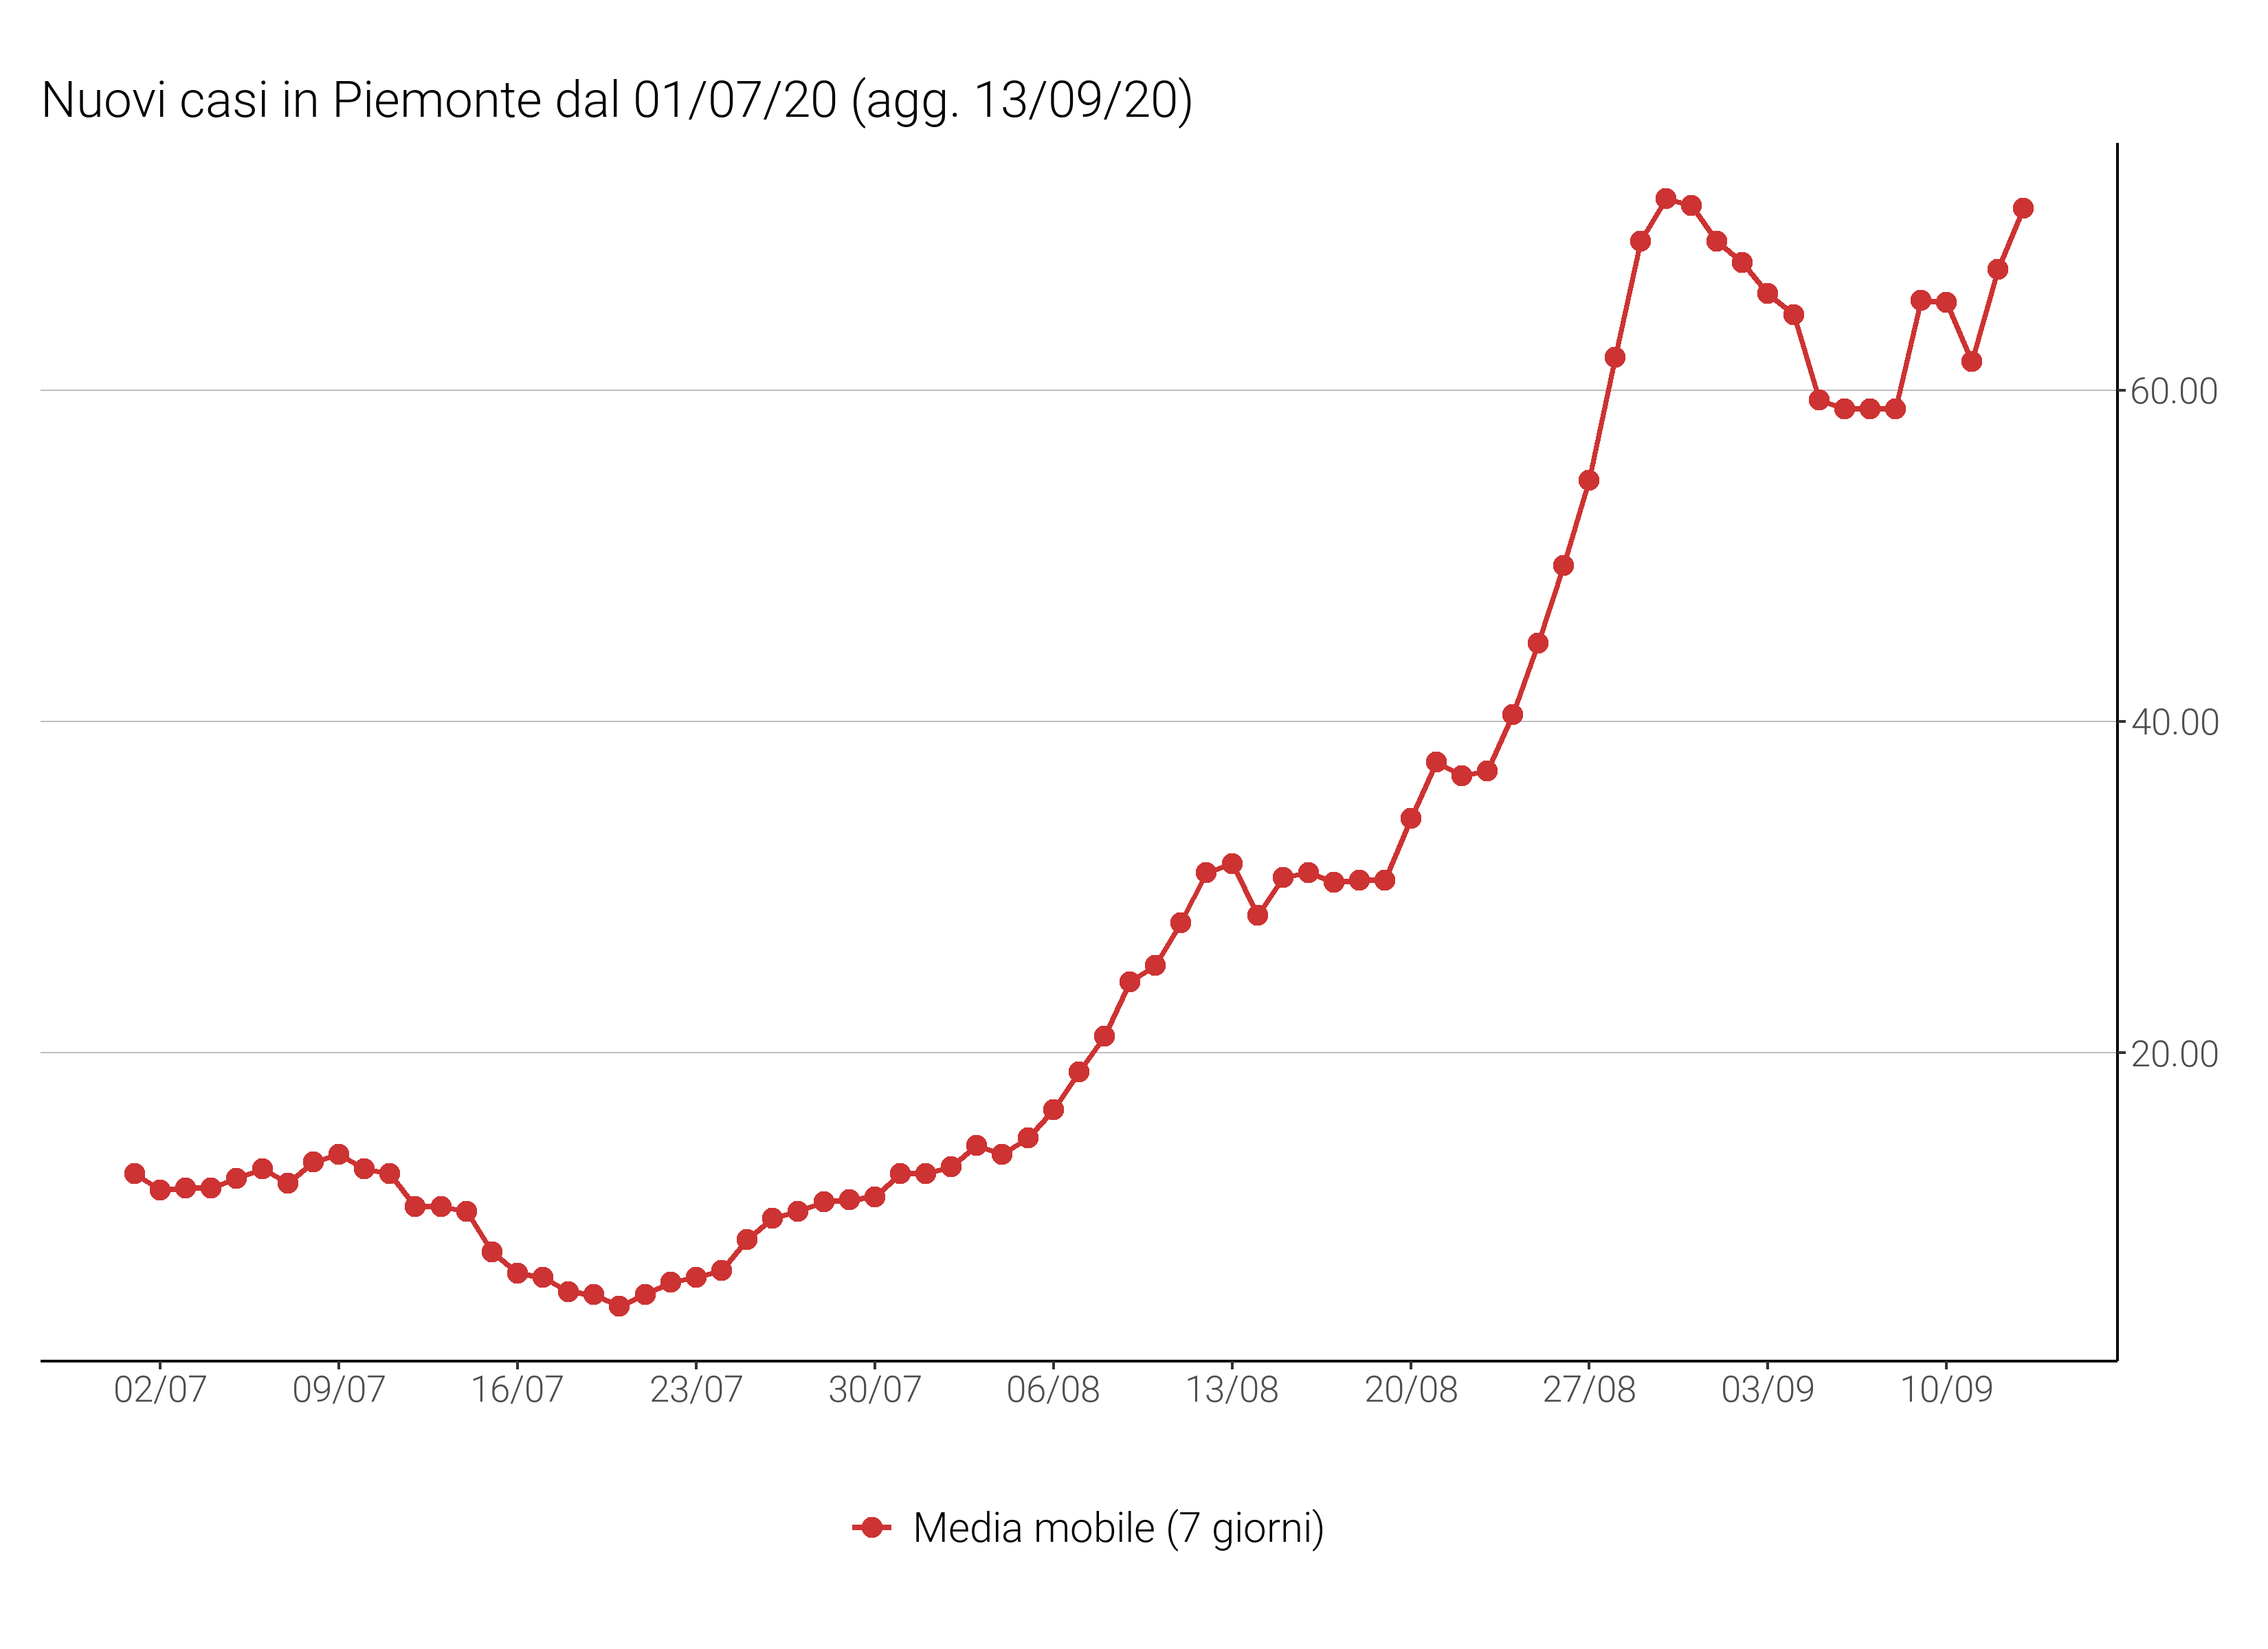 Nuovi casi in Piemonte dal 01/07/20 (agg. 13/09/20)
60.00
40.00
20.00
02/07 09/07 16/07 23/07 30/07 06/08 13/08 20/08 27/08 03/09 10/09
Media mobile (7 giorni)